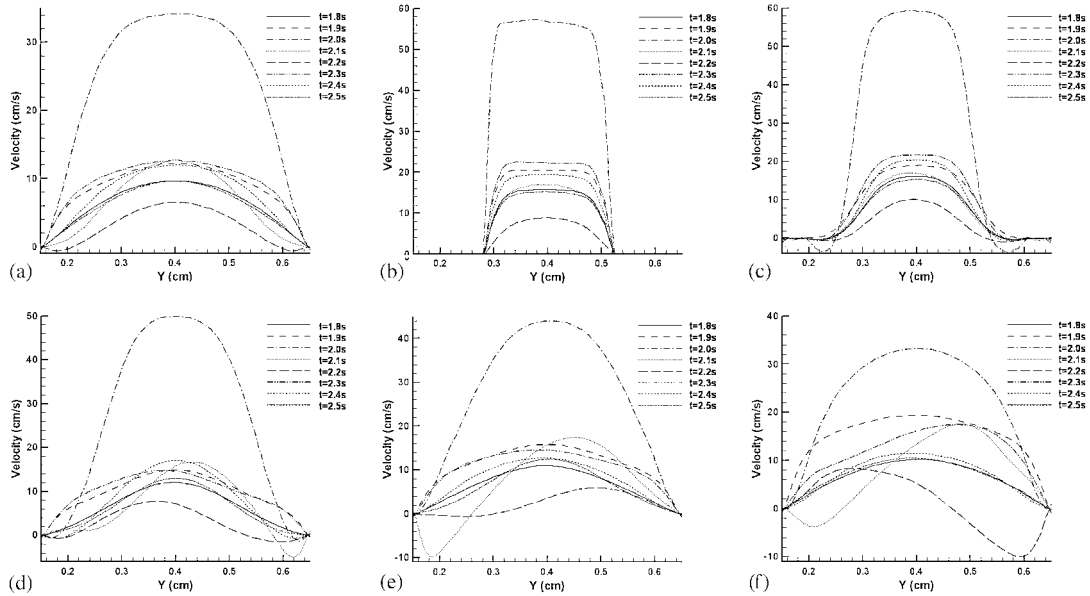 t=1.8s
t=1.9s
t=2.0s
t=2.1s
t=2.2s
t=2.3s
t=2.4s
t=2.5s
Velocity (cm/s)
30
20
10
0
0.2 0.3 0.4 0.5 0.6
Y (cm)
(a)
t=1.8s
t=1.9s
t=2.0s
t=2.1s
t=2.2s
t=2.3s
t=2.4s
t=2.5s
Velocity (cm/s)
60
50
40
30
20
10
0
0.2 0.3 0.4 0.5 0.6
Y (cm)
(b)
t=1.8s
t=1.9s
t=2.0s
t=2.1s
t=2.2s
t=2.3s
t=2.4s
t=2.5s
Velocity (cm/s)
60
50
40
30
20
10
0
0.2 0.3 0.4 0.5 0.6
Y (cm)
(c)
t=1.8s
t=1.9s
t=2.0s
t=2.1s
t=2.2s
t=2.3s
t=2.4s
t=2.5s
Velocity (cm/s)
50
40
30
20
10
0
0.2 0.3 0.4 0.5 0.6
Y (cm)
(d)
t=1.8s
t=1.9s
t=2.0s
t=2.1s
t=2.2s
t=2.3s
t=2.4s
t=2.5s
Velocity (cm/s)
40
30
20
10
0
-10
0.2 0.3 0.4 0.5 0.6
Y (cm)
(e)
t=1.8s
t=1.9s
t=2.0s
t=2.1s
t=2.2s
t=2.3s
t=2.4s
t=2.5s
Velocity (cm/s)
40
30
20
10
0
-10
0.2 0.3 0.4 0.5 0.6
Y (cm)
(f)